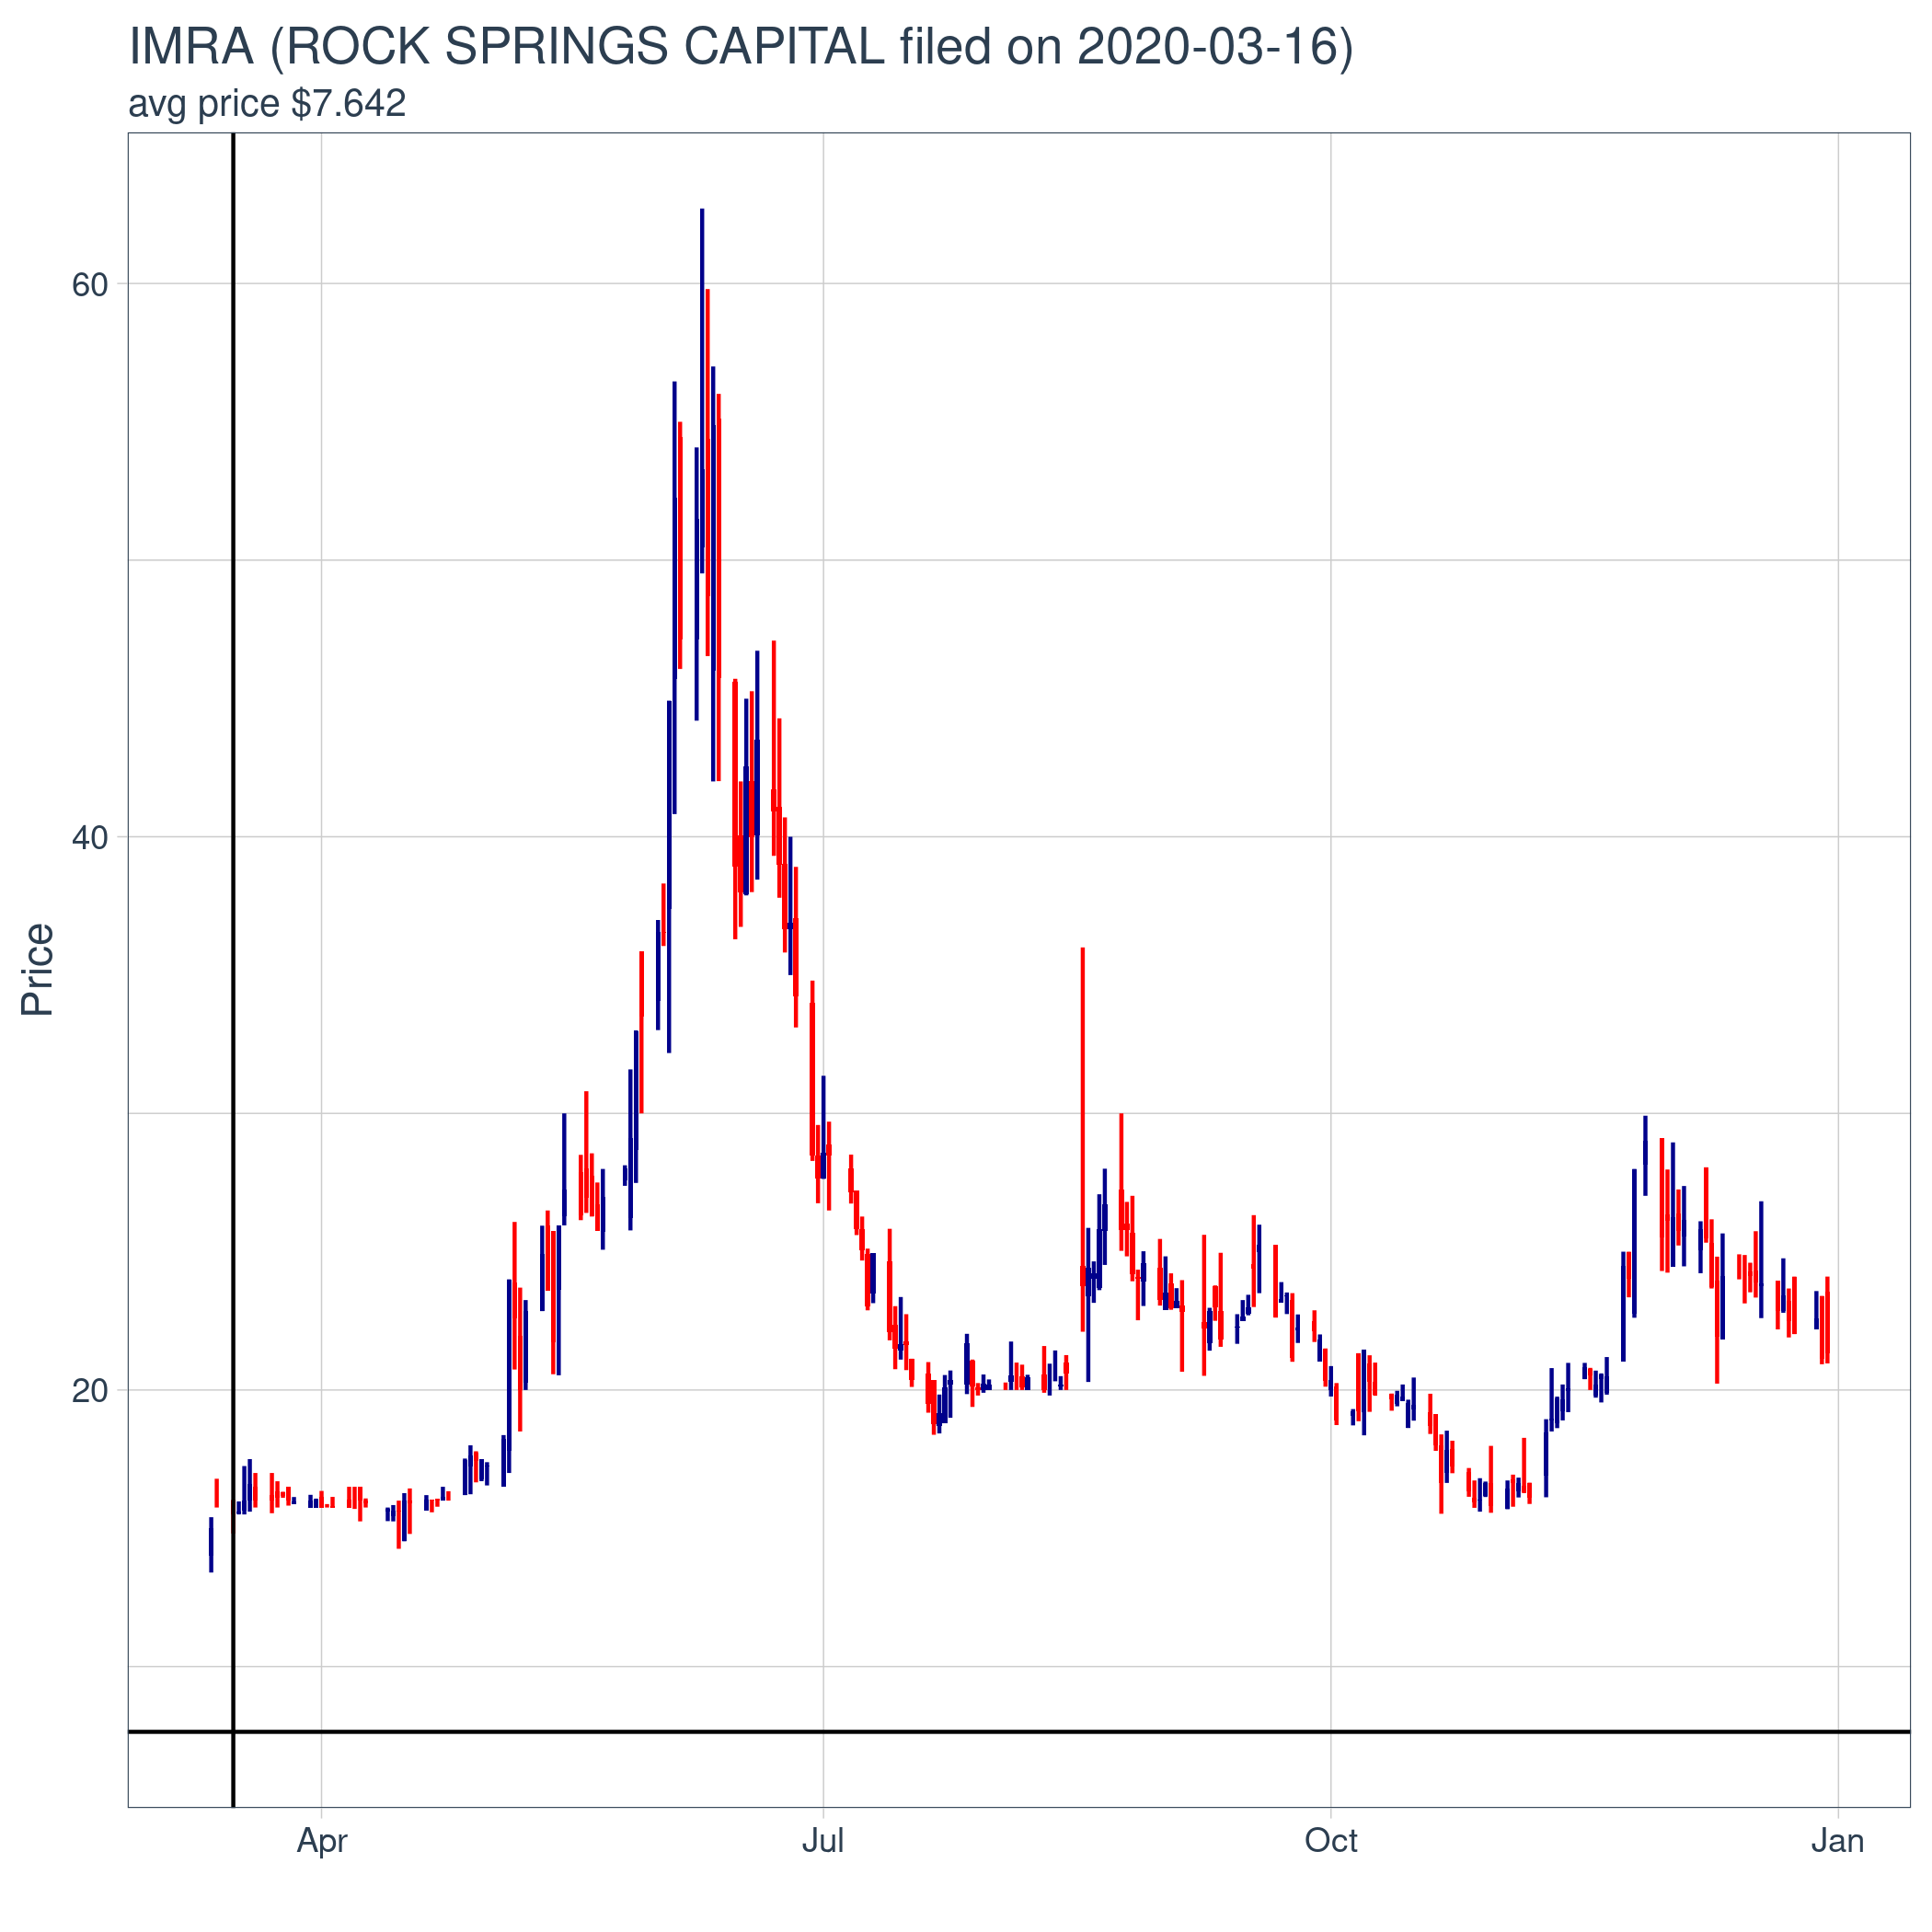 IMRA (ROCK SPRINGS CAPITAL filed on 2020-03-16)
avg price $7.642
60
40
20
Price
Apr
Jul
Oct
Jan